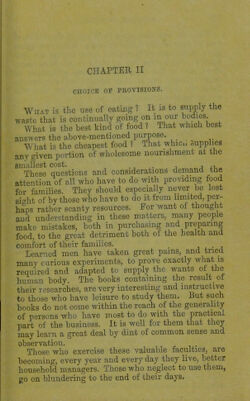 CHAPTER II
CHOICE OF PROVISIONS.
What is the use of eating? It is to supply the
waste that is continually going on in our bodies.
What is the best kind of food? That which best
answers the above-mentioned purpose.
What is the cheapest food? That which supplies
any given portion of wholesome nourishment at the
smallest cost.
These questions and considerations demand the
attention of all who have to do with providing food
for families. They should especially never be lost
sight of by those who have to do it from limited, per-
haps rather scanty resources. For want of thought
and understanding in these matters, many people
make mistakes, both in purchasing and preparing
food, to the great detriment both of the health and
comfort of their families.
Learned men have taken great pains, and tried
many curious experiments, to prove exactly what is
required and adapted to supply the wants of the
human body. The books containing the result of
their researches, are very interesting and instructive
to those who have leisure to study them. But such
books do not come within the reach of the generality
of persons who have most to do with the practical
part of the business. It is well for them that they
may learn a great deal by dint of common sense and
observation.
Those who exercise these valuable faculties, are
becoming, every year and every day they live, better
household managers. Those who neglect to use them,
go on blundering to the end of their days.